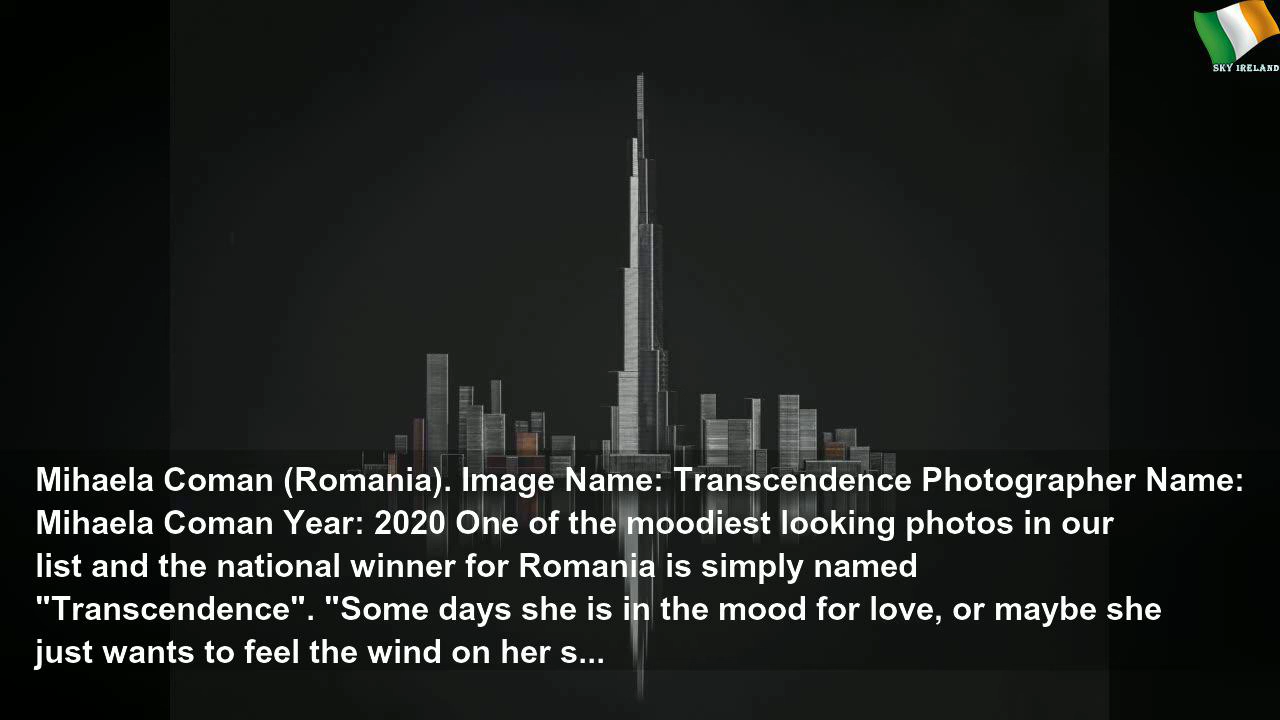 SKY IRELAND
Mihaela Coman (Romania). Image Name: Transcendence Photographer Name:
Mihaela Coman Year: 2020 One of the moodiest looking photos in our
list and the national winner for Romania is simply named
"Transcendence". "Some days she is in the mood for love, or maybe she
just wants to feel the wind on her s...